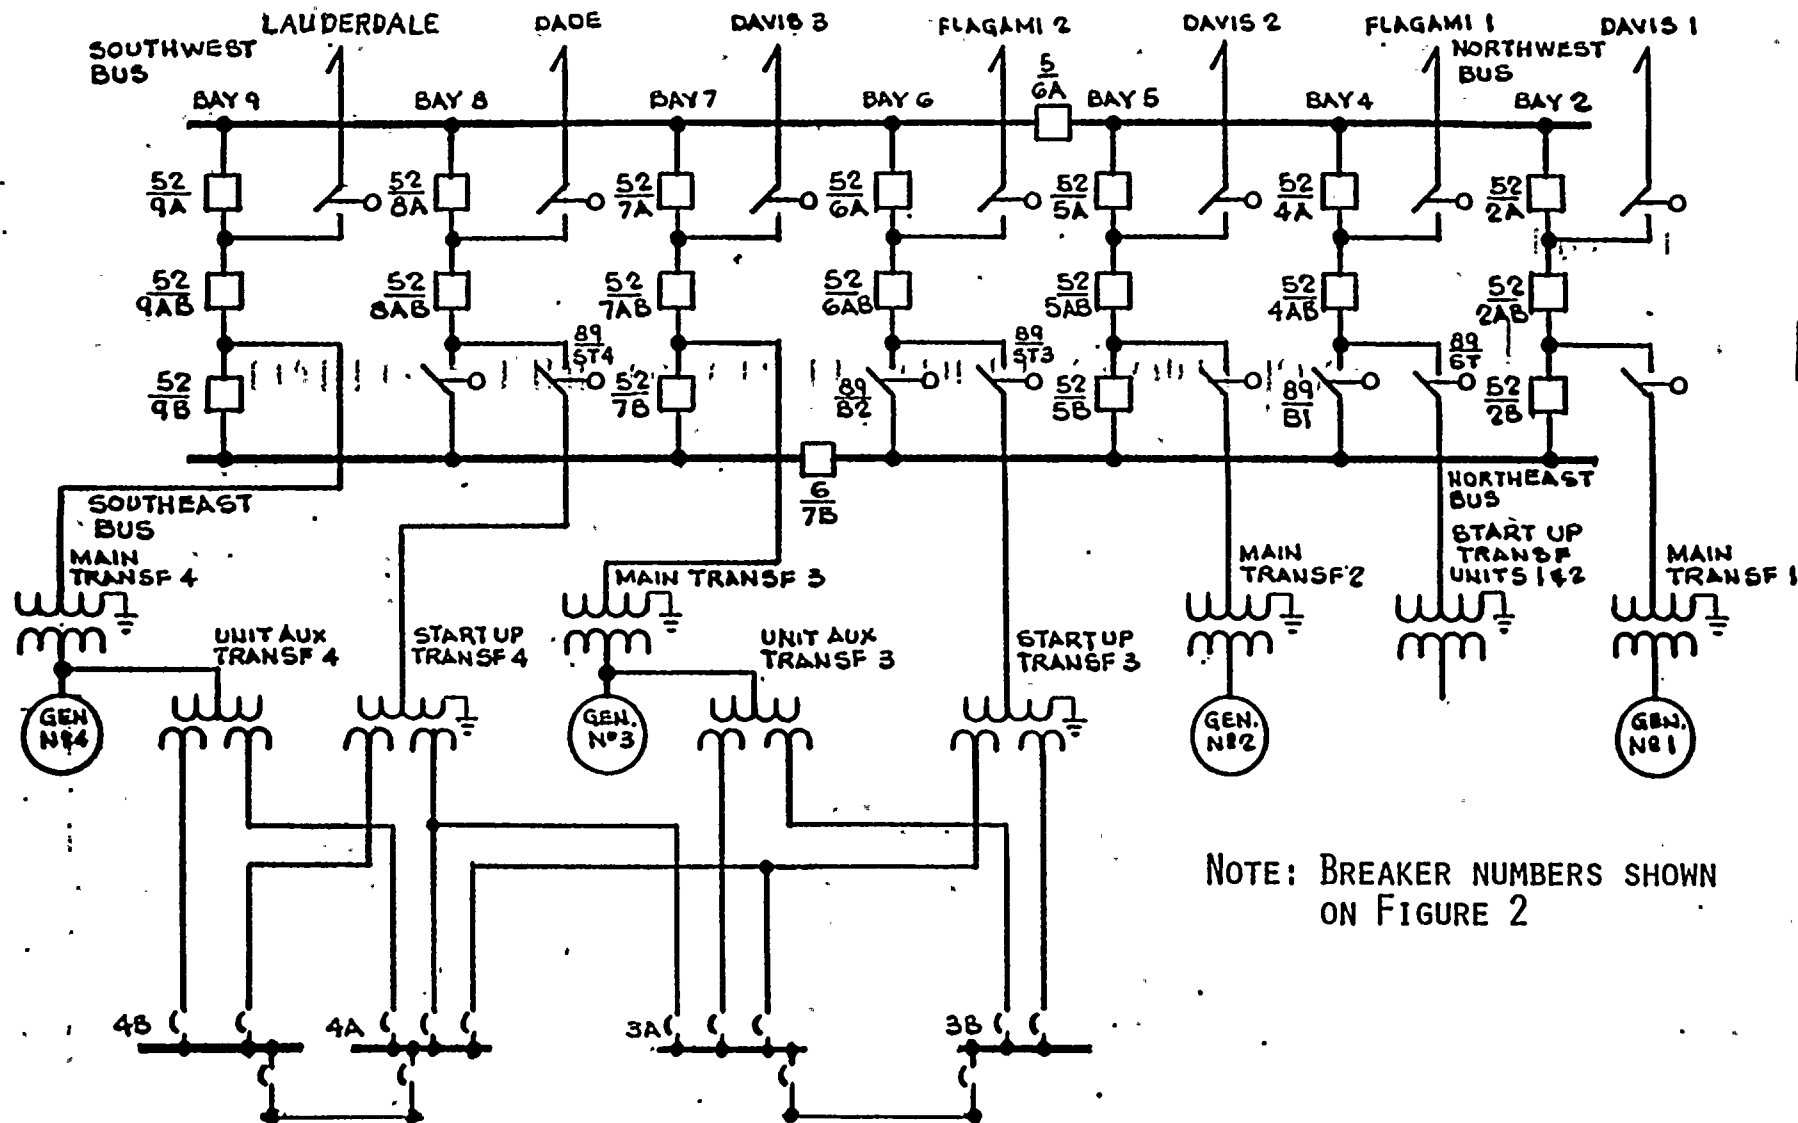 LAUDERDALE
DADE
DAVIS 3
FLAGAMI 2
DAVIS 2
FLAGAMI 1
DAVIS 1
SOUTHWEST
BUS
NORTHWEST
BUS
BAY 9
BAY 8
BAY 7
BAY 6
5
6A
BAY 5
BAY 4
BAY 2
52
9A
52
8A
52
7A
52
6A
52
5A
52
4A
52
2A
52
9AB
52
8AB
52
7AB
52
6AB
52
5AB
52
4AB
52
2AB
52
9B
89
ST4
52
7B
89
B2
89
ST3
52
5B
89
B1
89
ST
52
2B
SOUTHEAST
BUS
6
7B
NORTHEAST
BUS
MAIN
TRANSF 4
MAIN TRANSF 3
MAIN
TRANSF 2
START UP
TRANSF
UNITS 1&2
MAIN
TRANSF 1
UNIT AUX
TRANSF 4
START UP
TRANSF 4
UNIT AUX
TRANSF 3
START UP
TRANSF 3
GEN
Nº4
GEN.
Nº3
GEN.
Nº2
GEN.
Nº1
NOTE: BREAKER NUMBERS SHOWN
ON FIGURE 2
4B
4A
3A
3B